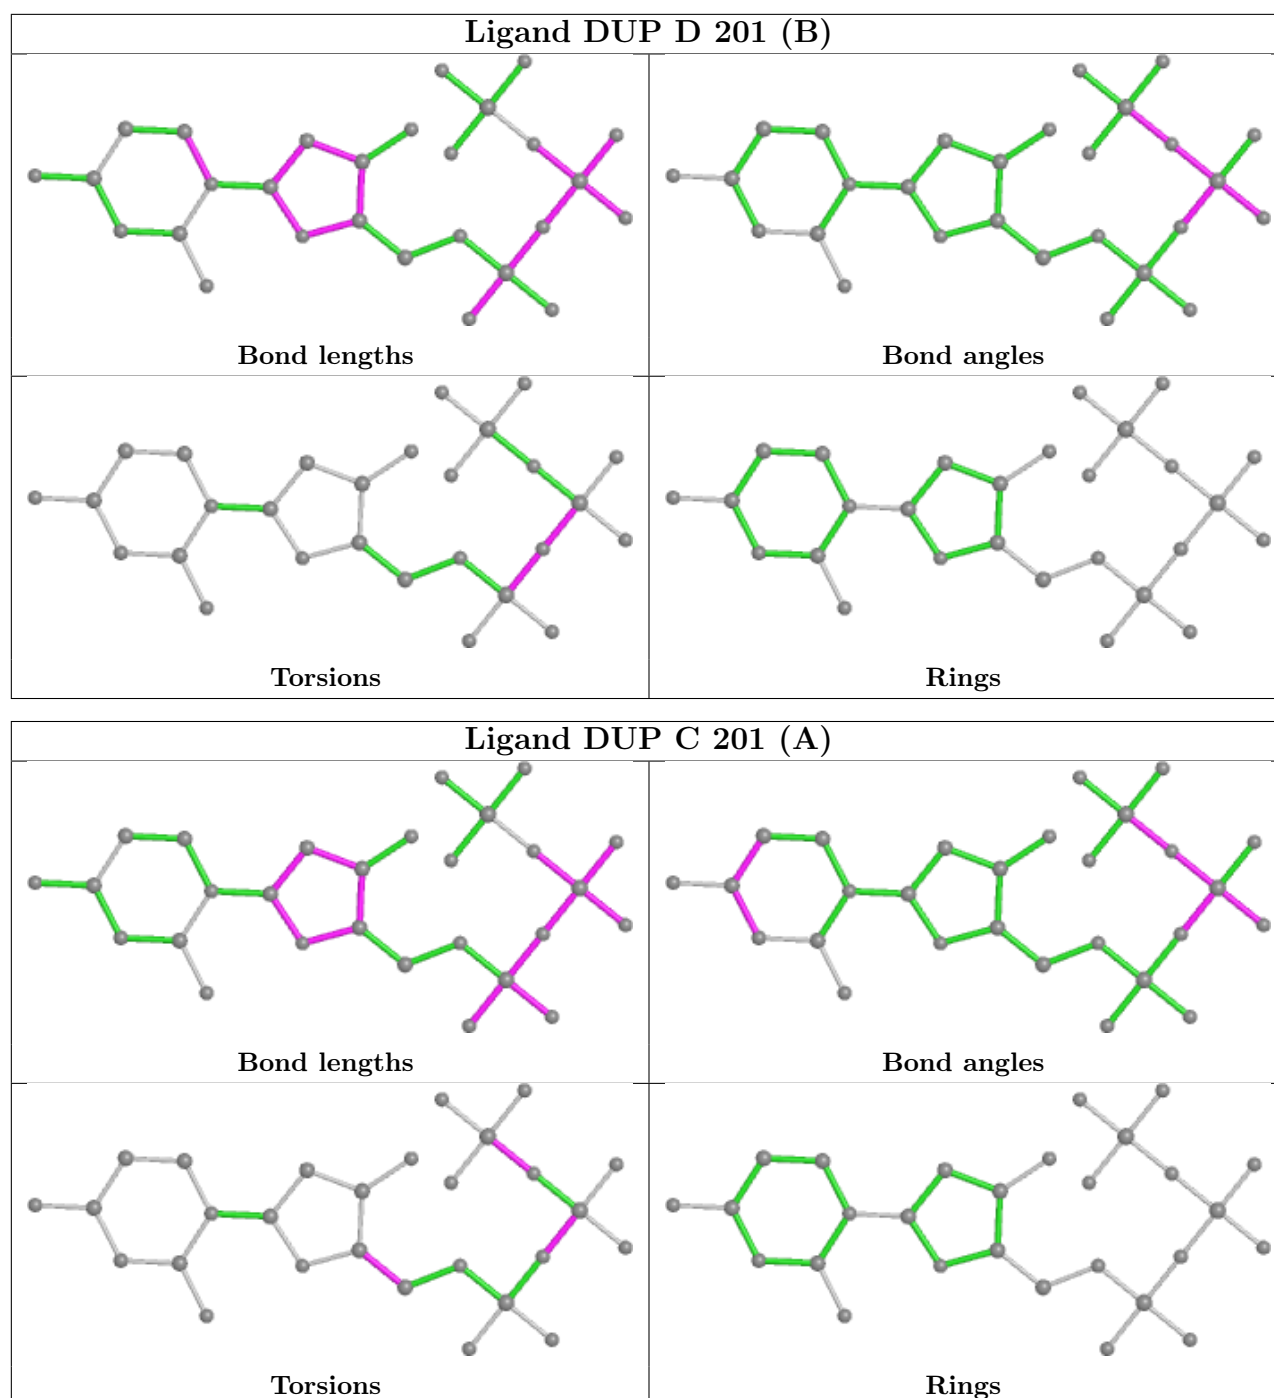 Ligand DUP D 201 (B)
Bond lengths
Bond angles
Torsions
Rings
Ligand DUP C 201 (A)
Bond lengths
Bond angles
Torsions
Rings